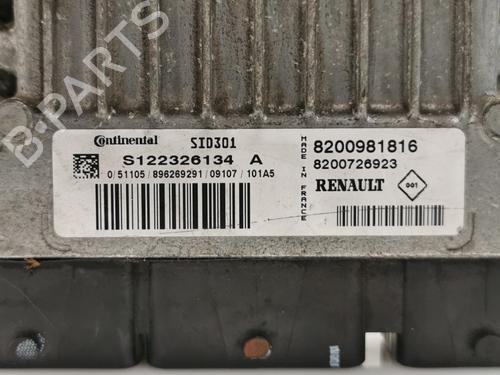 Continental SID301
S122326134 A
0/51105/896269291/09107/101A5
MADE IN FRANCE
8200981816
8200726923
RENAULT
001
B-PARTS